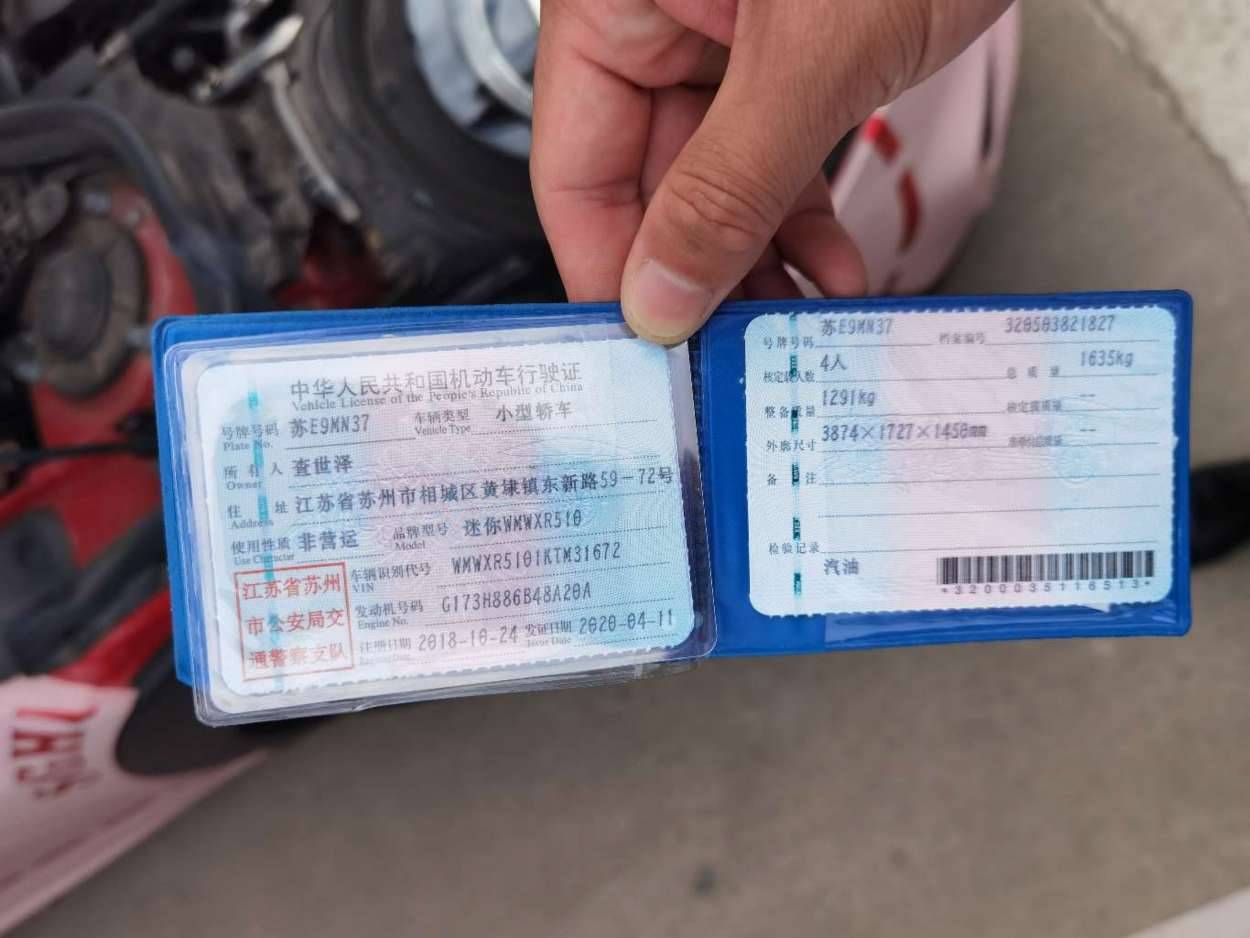 中华人民共和国机动车行驶证
Vehicle License of the People's Republic of China
号牌号码 苏E9MN37 车辆类型 小型轿车
Plate No. Vehicle Type
所有人 查世泽
Owner
住址 江苏省苏州市相城区黄埭镇东新路59-72号
Address
使用性质 非营运 品牌型号 迷你WMWXR510
Use Character Model
车辆识别代号 WMWXR5101KTM31672
VIN
发动机号码 G173H886B48A20A
Engine No.
注册日期 2018-10-24 发证日期 2020-04-11
Register Date Issue Date
江苏省苏州
市公安局交
通警察支队
号牌号码 苏E9MN37 档案编号 320503821827
核定载人数 4人 总质量 1635kg
整备质量 1291kg 核定载质量 --
外廓尺寸 3874×1727×1450mm 准牵引总质量 --
备注
检验记录
汽油
*3200035116513*